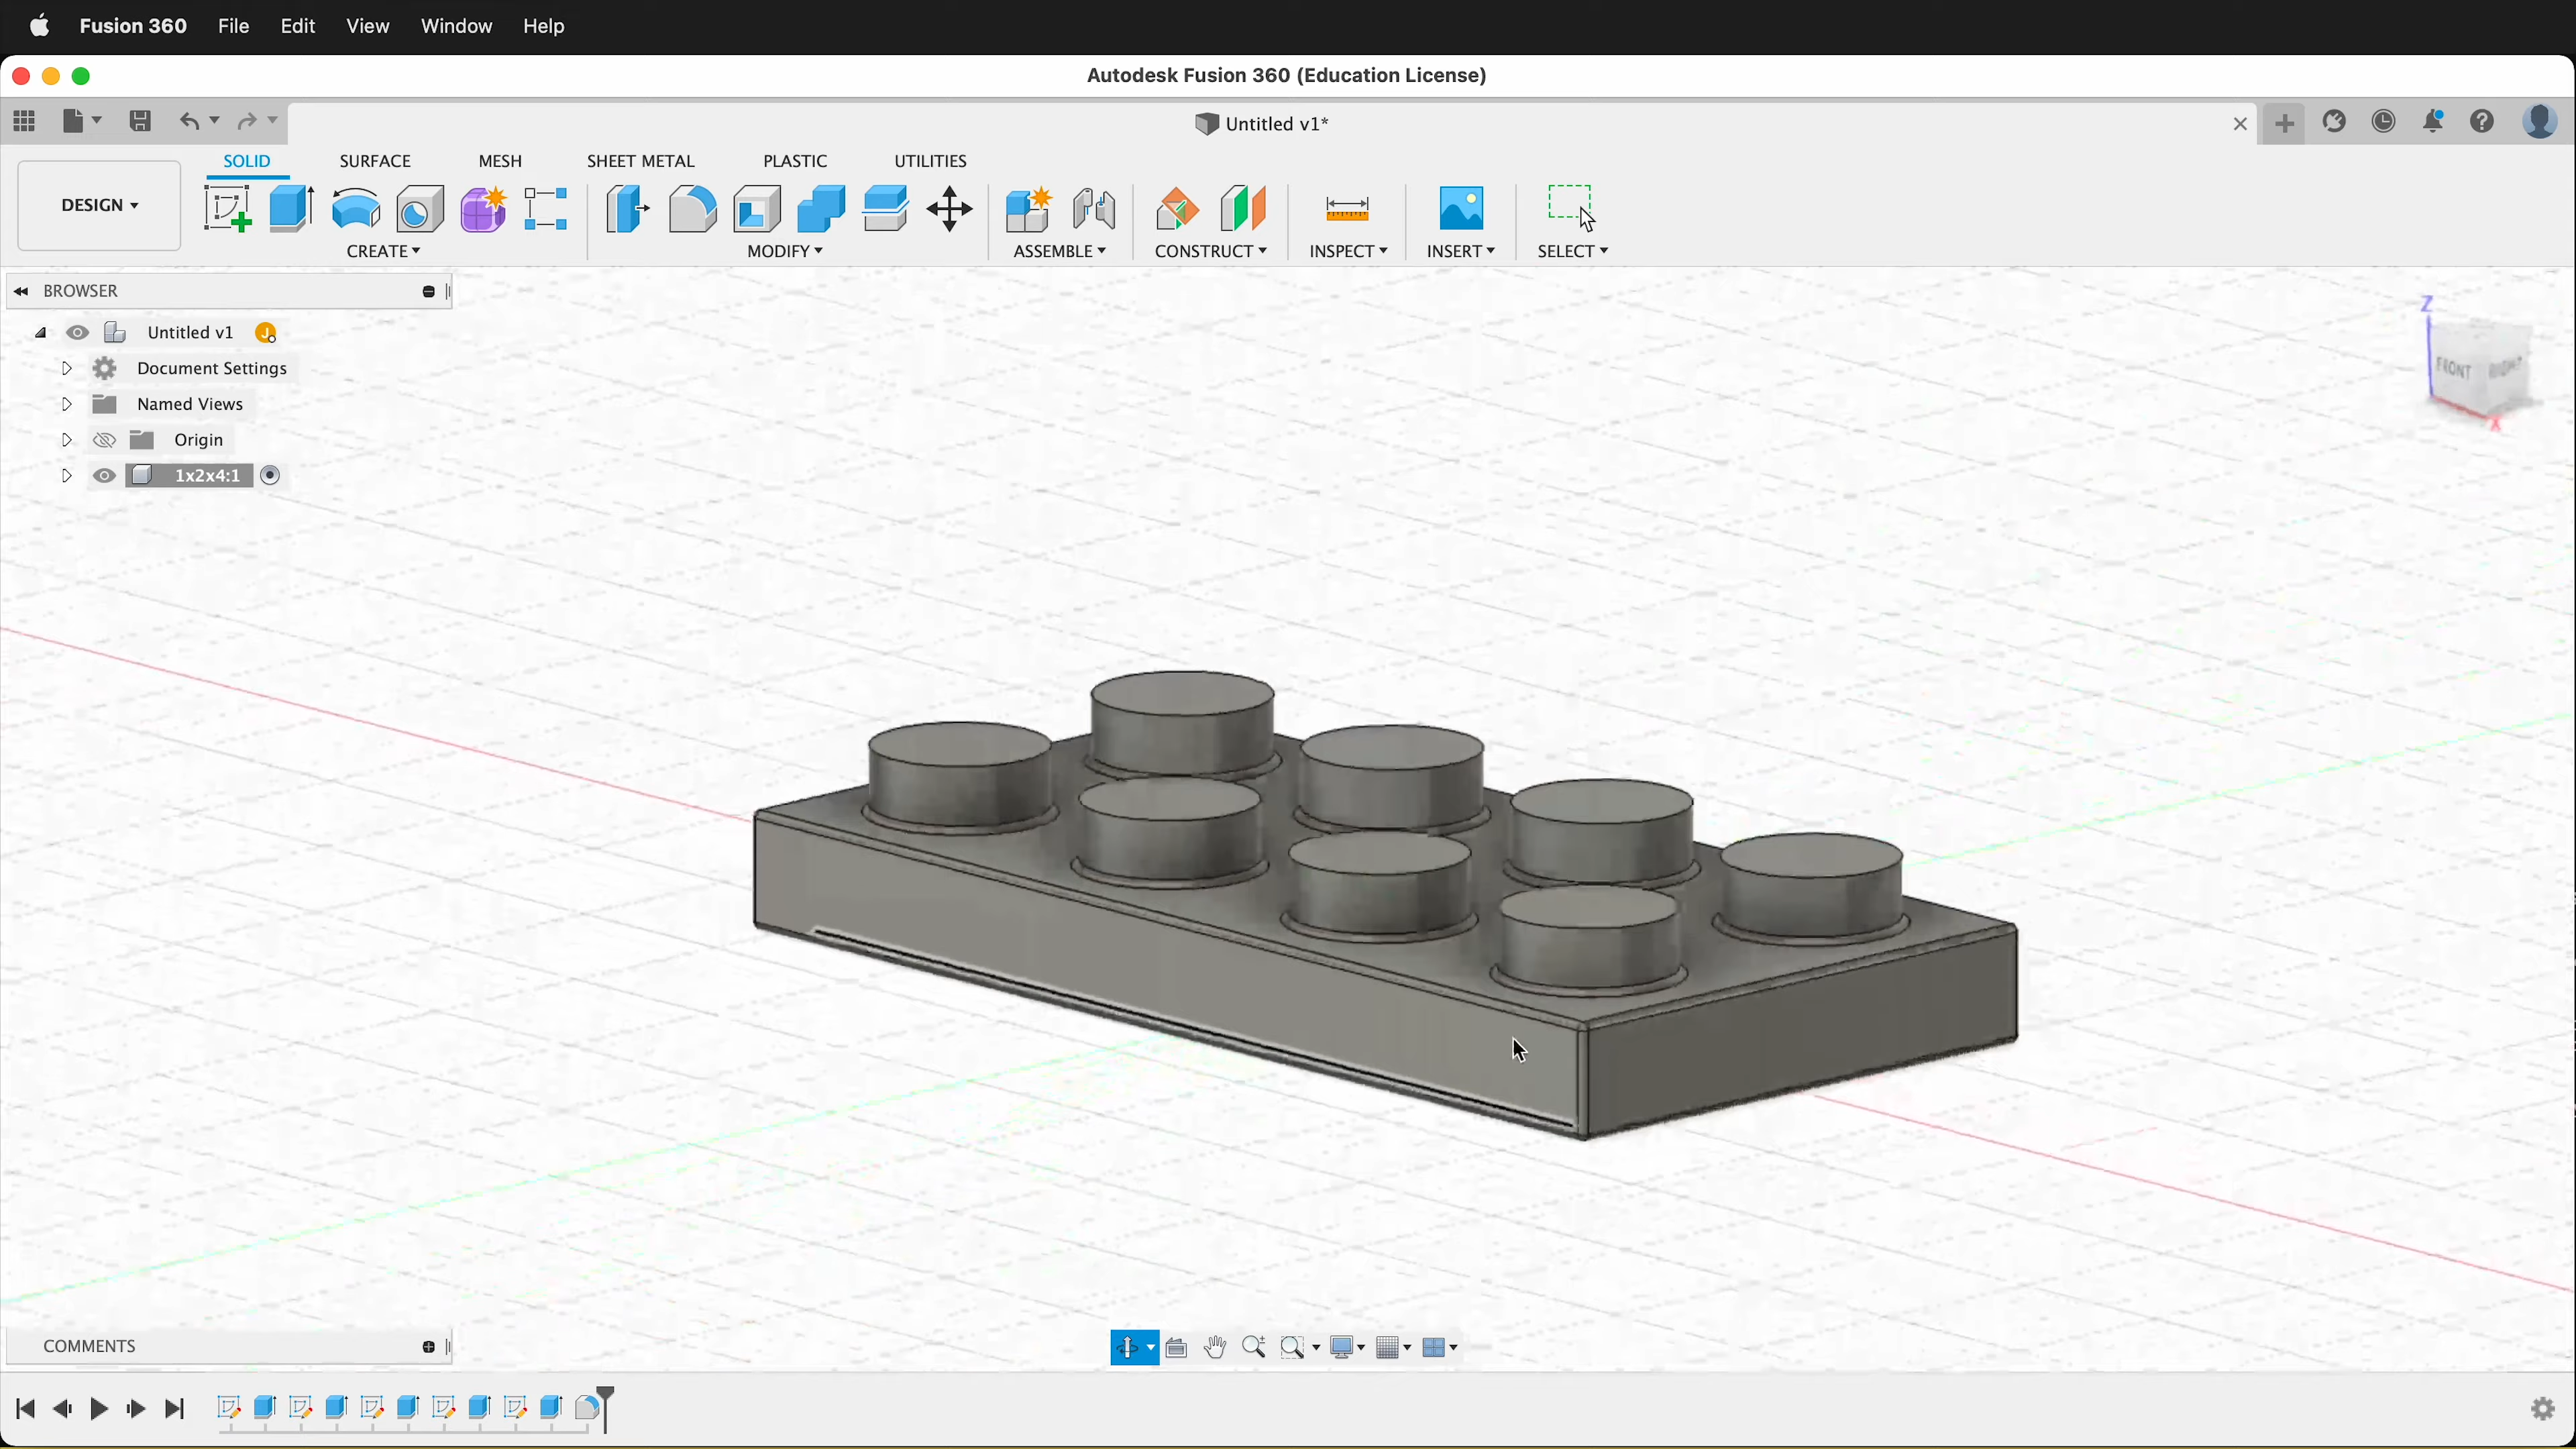 Fusion 360 File Edit View Window Help
Autodesk Fusion 360 (Education License)
Untitled v1*
SOLID SURFACE MESH SHEET METAL PLASTIC UTILITIES
DESIGN
CREATE MODIFY ASSEMBLE CONSTRUCT INSPECT INSERT SELECT
BROWSER
Untitled v1
Document Settings
Named Views
Origin
1x2x4:1
Z
FRONT RIGHT
X
COMMENTS